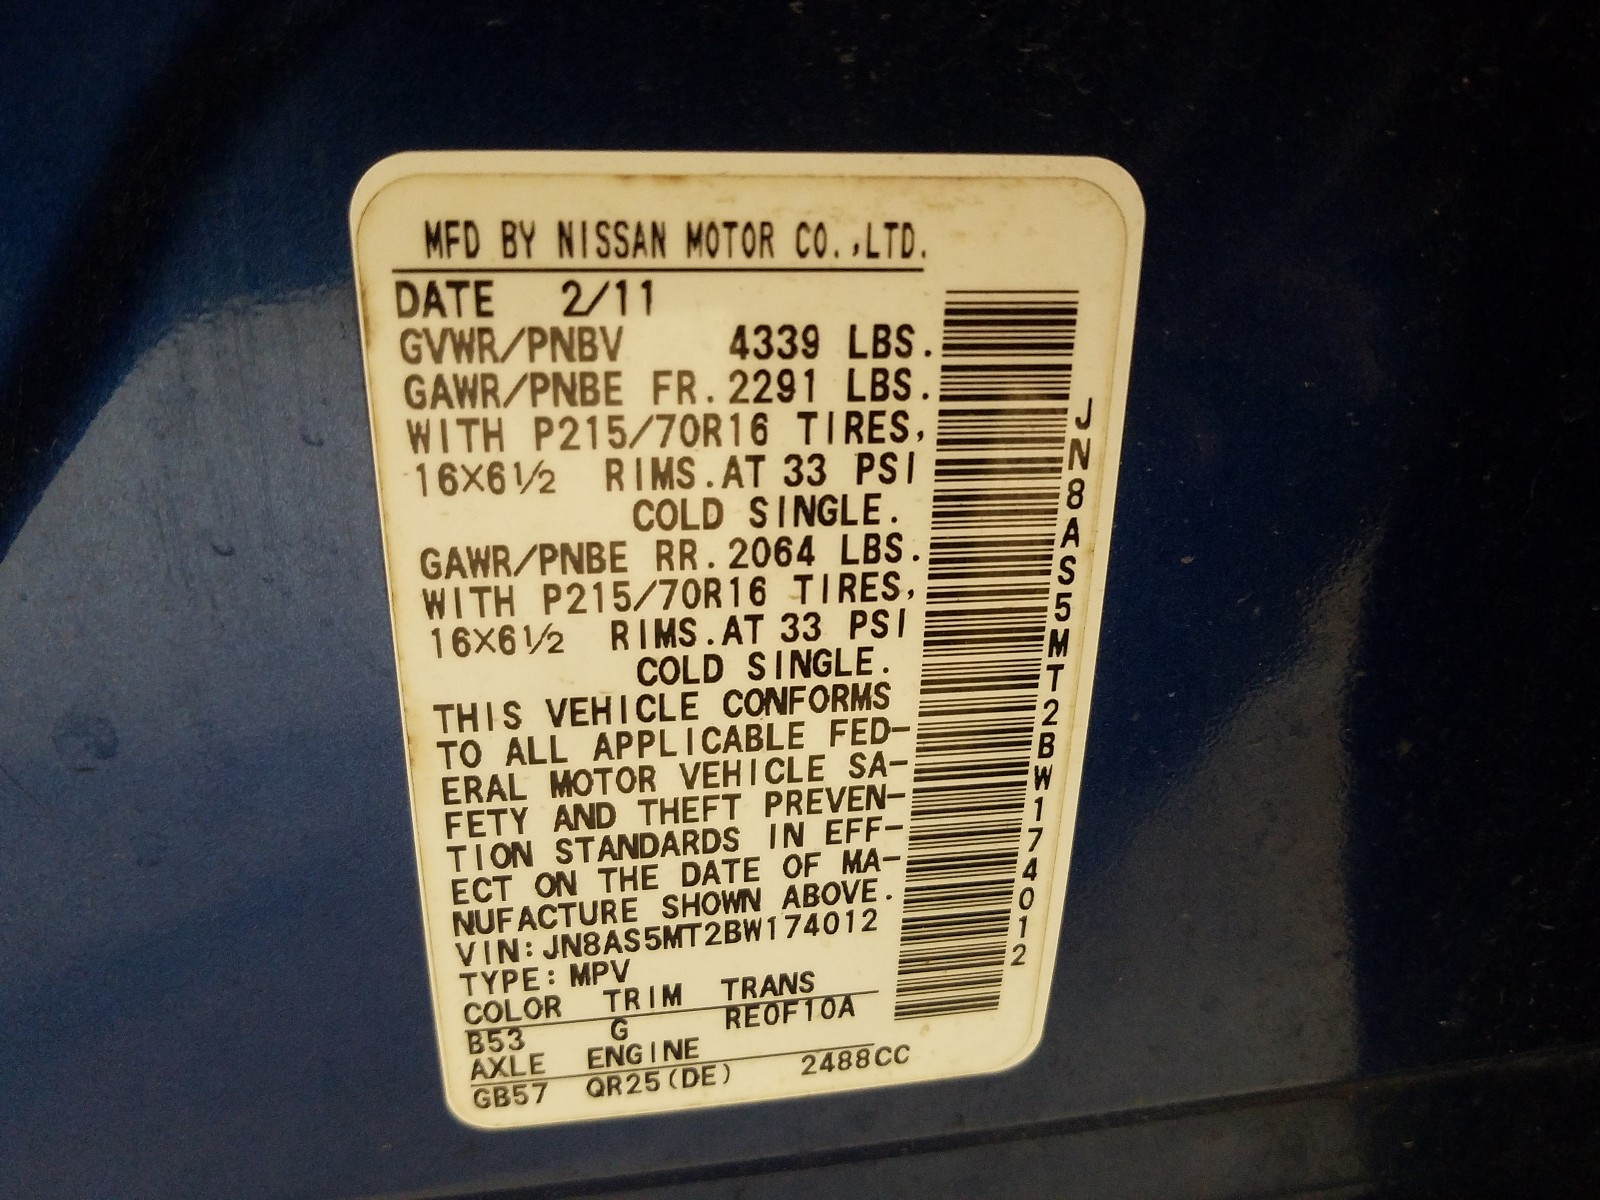 MFD BY NISSAN MOTOR CO.,LTD.
DATE 2/11
GVWR/PNBV 4339 LBS.
GAWR/PNBE FR.2291 LBS.
WITH P215/70R16 TIRES,
16X6½ RIMS.AT 33 PSI
COLD SINGLE.
GAWR/PNBE RR.2064 LBS.
WITH P215/70R16 TIRES,
16X6½ RIMS.AT 33 PSI
COLD SINGLE.
THIS VEHICLE CONFORMS
TO ALL APPLICABLE FED-
ERAL MOTOR VEHICLE SA-
FETY AND THEFT PREVEN-
TION STANDARDS IN EFF-
ECT ON THE DATE OF MA-
NUFACTURE SHOWN ABOVE.
VIN:JN8AS5MT2BW174012
TYPE:MPV
COLOR TRIM TRANS
B53 G RE0F10A
AXLE ENGINE
GB57 QR25(DE) 2488CC
JN8AS5MT2BW174012